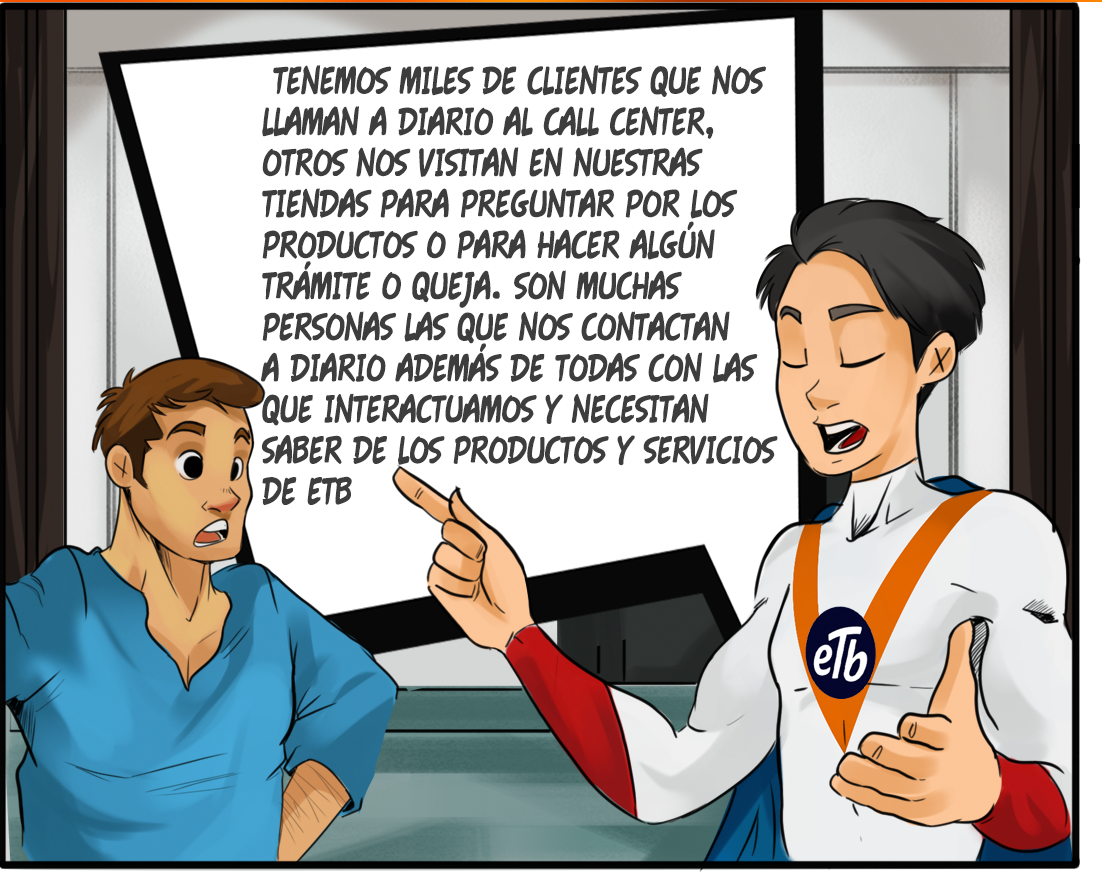 TENEMOS MILES DE CLIENTES QUE NOS
LLAMAN A DIARIO AL CALL CENTER,
OTROS NOS VISITAN EN NUESTRAS
TIENDAS PARA PREGUNTAR POR LOS
PRODUCTOS O PARA HACER ALGÚN
TRÁMITE O QUEJA. SON MUCHAS
PERSONAS LAS QUE NOS CONTACTAN
A DIARIO ADEMÁS DE TODAS CON LAS
QUE INTERACTUAMOS Y NECESITAN
SABER DE LOS PRODUCTOS Y SERVICIOS
DE ETB
eTb